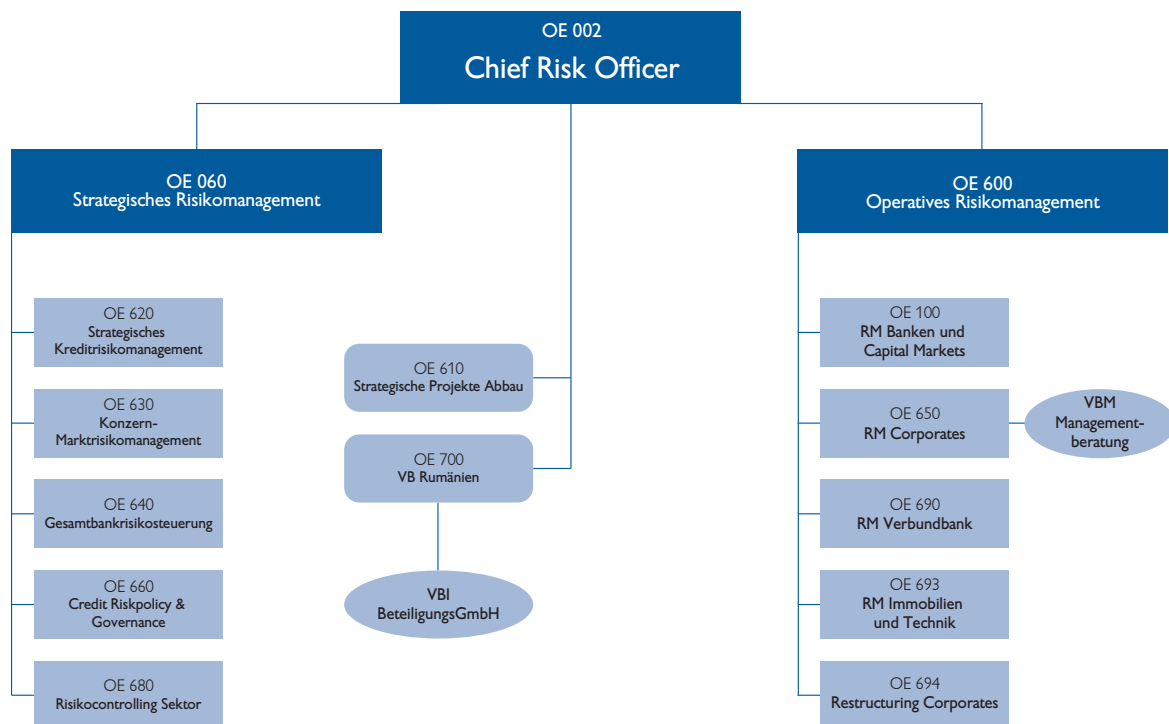 OE 002
Chief Risk Officer
OE 060
Strategisches Risikomanagement
OE 600
Operatives Risikomanagement
OE 620
Strategisches
Kreditrisikomanagement
OE 630
Konzern-
Marktrisikomanagement
OE 640
Gesamtbankrisikosteuerung
OE 660
Credit Riskpolicy &
Governance
OE 680
Risikocontrolling Sektor
OE 610
Strategische Projekte Abbau
OE 700
VB Rumänien
VBI
BeteiligungsGmbH
OE 100
RM Banken und
Capital Markets
OE 650
RM Corporates
VBM
Management-
beratung
OE 690
RM Verbundbank
OE 693
RM Immobilien
und Technik
OE 694
Restructuring Corporates